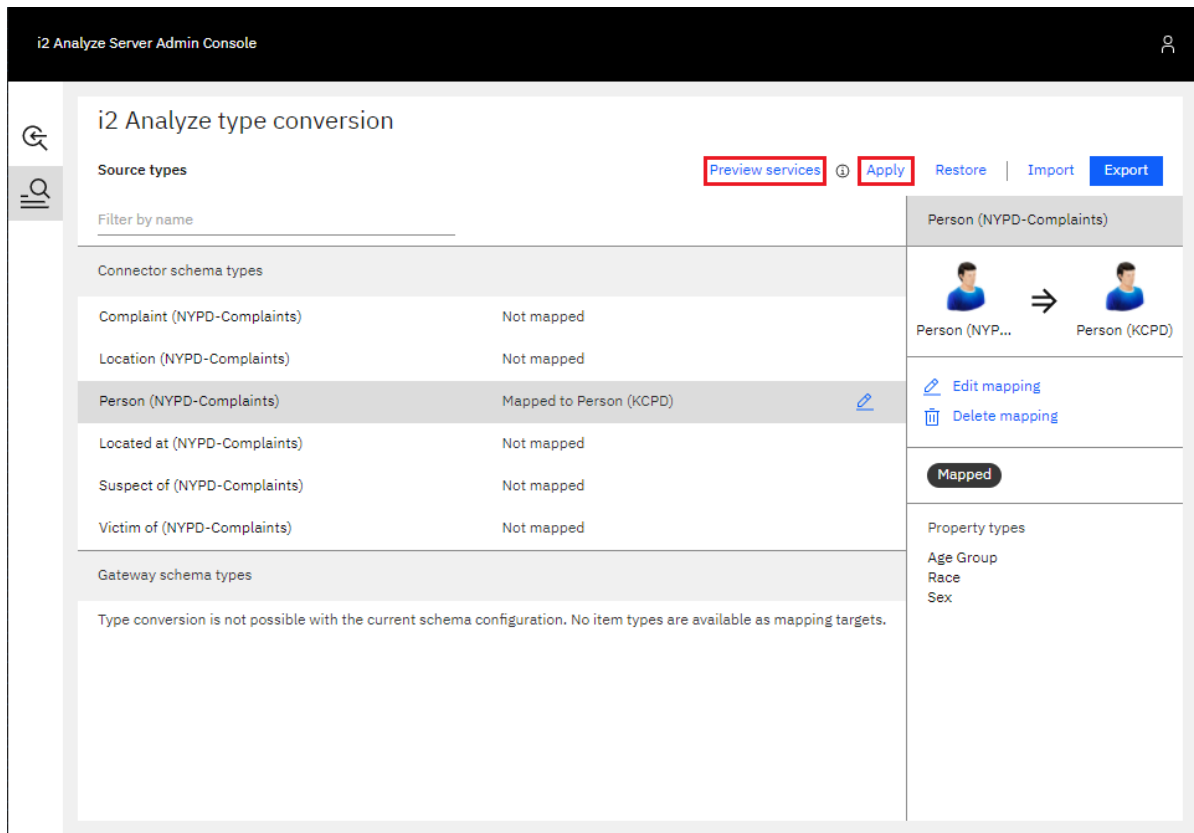 i2 Analyze Server Admin Console
i2 Analyze type conversion
Source types
Preview services Apply Restore Import Export
Filter by name
Connector schema types
Complaint (NYPD-Complaints) Not mapped
Location (NYPD-Complaints) Not mapped
Person (NYPD-Complaints) Mapped to Person (KCPD)
Located at (NYPD-Complaints) Not mapped
Suspect of (NYPD-Complaints) Not mapped
Victim of (NYPD-Complaints) Not mapped
Gateway schema types
Type conversion is not possible with the current schema configuration. No item types are available as mapping targets.
Person (NYPD-Complaints)
Person (NYP... Person (KCPD)
Edit mapping
Delete mapping
Mapped
Property types
Age Group
Race
Sex